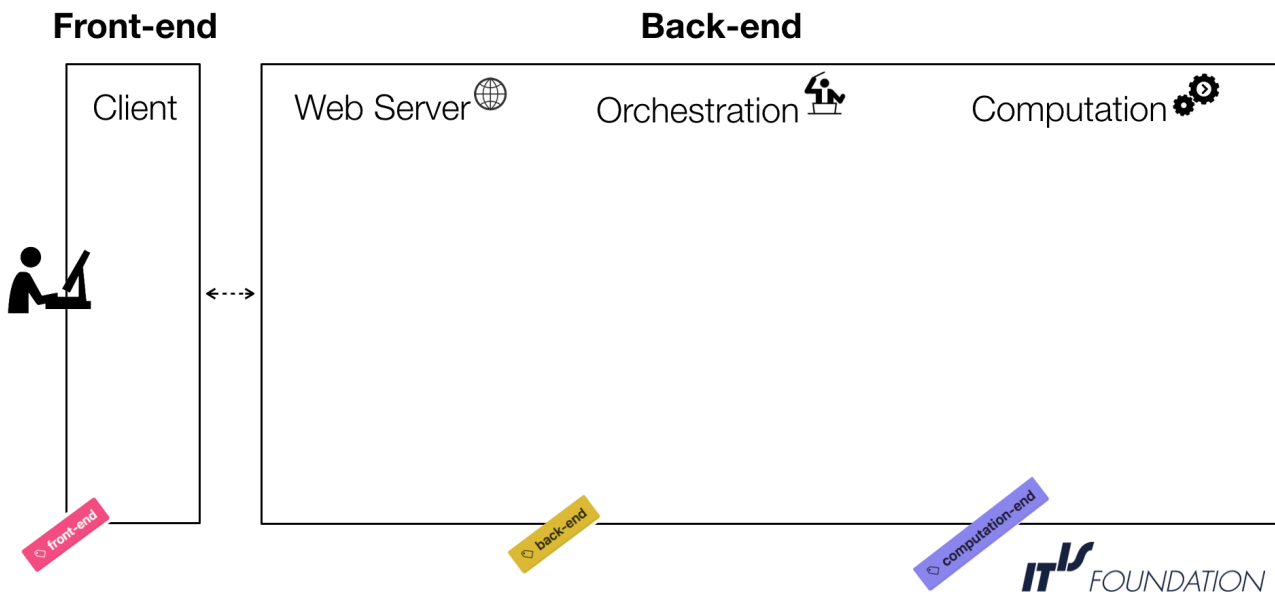 Front-end
Back-end
Client
Web Server
Orchestration
Computation
front-end
back-end
computation-end
IT'IS FOUNDATION